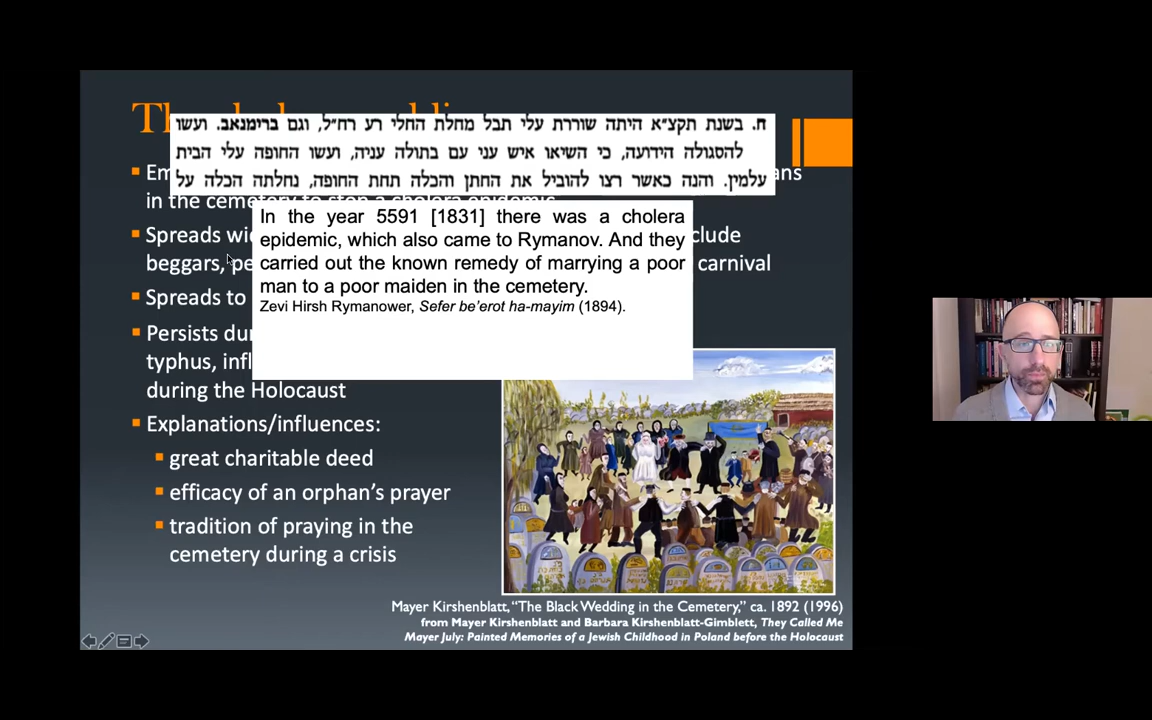 ח. בשנת תקצ״א היתה שוררת עלי תבל מחלת החלי רע רח״ל, וגם ברימנאב. ועשו
להסגולה הידועה, כי השיאו איש עני עם בתולה עניה, ועשו החופה עלי הבית
עלמין. והנה כאשר רצו להוביל את החתן והכלה תחת החופה, נחלתה הכלה על
in the cemetery to stop a cholera epidemic
In the year 5591 [1831] there was a cholera
epidemic, which also came to Rymanov. And they
carried out the known remedy of marrying a poor
man to a poor maiden in the cemetery.
Zevi Hirsh Rymanower, Sefer be’erot ha-mayim (1894).
Spreads
beggars, carnival
Spreads to
Persists
typhus,
during the Holocaust
Explanations/influences:
great charitable deed
efficacy of an orphan’s prayer
tradition of praying in the
cemetery during a crisis
Mayer Kirshenblatt, “The Black Wedding in the Cemetery,” ca. 1892 (1996)
from Mayer Kirshenblatt and Barbara Kirshenblatt-Gimblett, They Called Me
Mayer July: Painted Memories of a Jewish Childhood in Poland before the Holocaust